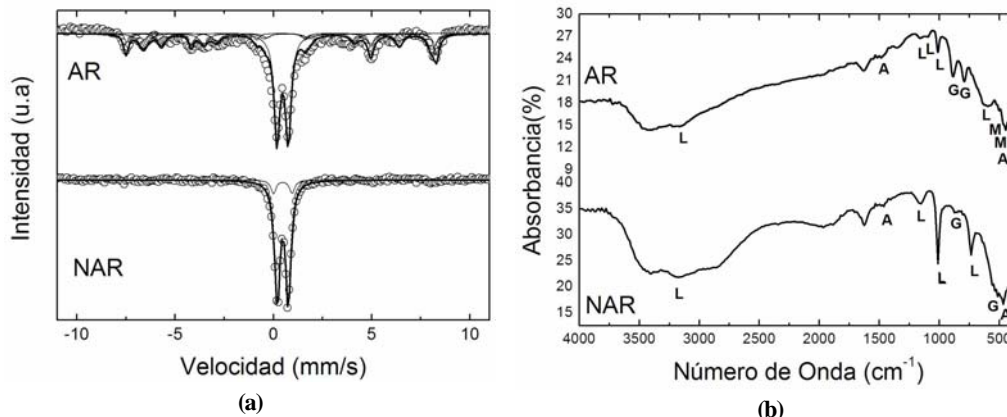 Intensidad (u.a)
AR
NAR
-10 -5 0 5 10
Velocidad (mm/s)
(a)
Absorbancia(%)
30
27
24
21
18
15
12
9
40
35
30
25
20
15
AR
L
A
L
L
L
G
G
L
M
M
A
NAR
L
A
L
L
G
L
G
A
4000 3500 3000 2500 2000 1500 1000 500
Número de Onda (cm⁻¹)
(b)